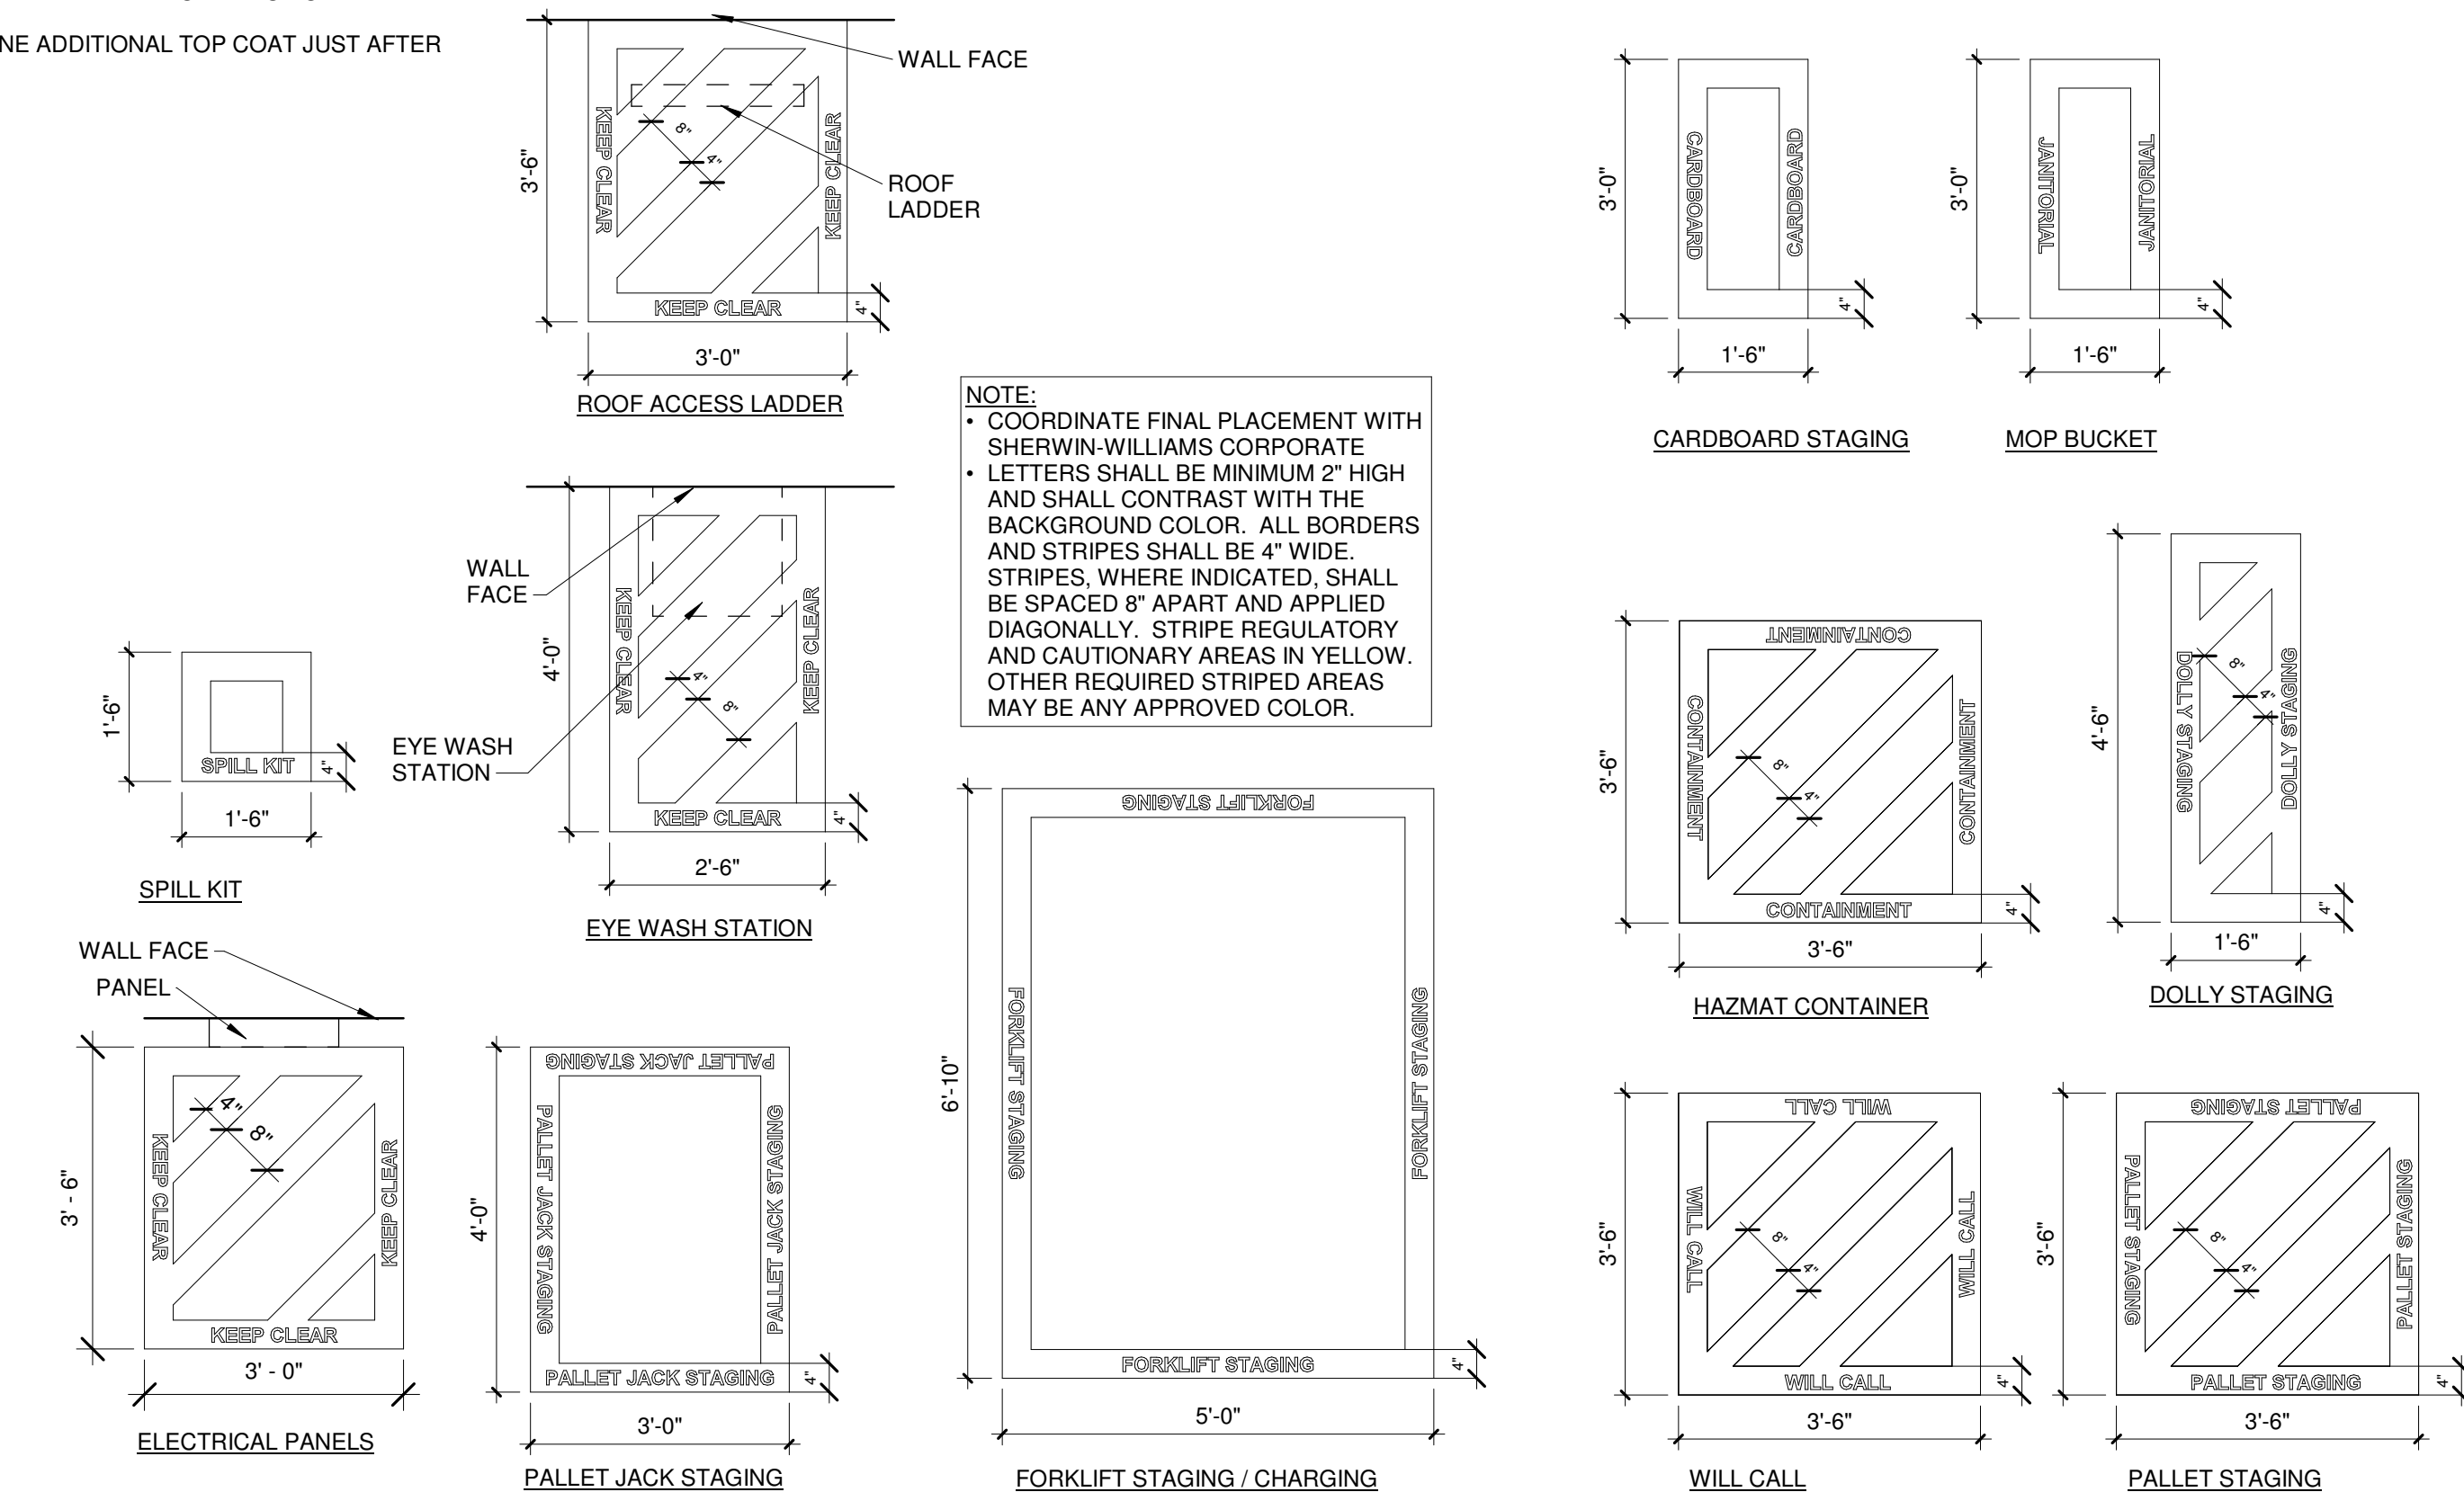 NE ADDITIONAL TOP COAT JUST AFTER
WALL FACE
3'-6"
KEEP CLEAR
8"
4"
KEEP CLEAR
ROOF
LADDER
KEEP CLEAR
4"
3'-0"
ROOF ACCESS LADDER
3'-0"
CARDBOARD
CARDBOARD
4"
1'-6"
CARDBOARD STAGING
3'-0"
JANITORIAL
JANITORIAL
4"
1'-6"
MOP BUCKET
NOTE:
• COORDINATE FINAL PLACEMENT WITH
SHERWIN-WILLIAMS CORPORATE
• LETTERS SHALL BE MINIMUM 2" HIGH
AND SHALL CONTRAST WITH THE
BACKGROUND COLOR. ALL BORDERS
AND STRIPES SHALL BE 4" WIDE.
STRIPES, WHERE INDICATED, SHALL
BE SPACED 8" APART AND APPLIED
DIAGONALLY. STRIPE REGULATORY
AND CAUTIONARY AREAS IN YELLOW.
OTHER REQUIRED STRIPED AREAS
MAY BE ANY APPROVED COLOR.
1'-6"
SPILL KIT
4"
1'-6"
SPILL KIT
WALL
FACE
4'-0"
KEEP CLEAR
KEEP CLEAR
4"
8"
EYE WASH
STATION
KEEP CLEAR
4"
2'-6"
EYE WASH STATION
3'-6"
CONTAINMENT
CONTAINMENT
8"
4"
CONTAINMENT
CONTAINMENT
4"
3'-6"
HAZMAT CONTAINER
4'-6"
DOLLY STAGING
8"
4"
DOLLY STAGING
4"
1'-6"
DOLLY STAGING
WALL FACE
PANEL
3' - 6"
KEEP CLEAR
4"
8"
KEEP CLEAR
KEEP CLEAR
3' - 0"
ELECTRICAL PANELS
4'-0"
PALLET JACK STAGING
PALLET JACK STAGING
PALLET JACK STAGING
PALLET JACK STAGING
4"
3'-0"
PALLET JACK STAGING
6'-10"
FORKLIFT STAGING
FORKLIFT STAGING
FORKLIFT STAGING
FORKLIFT STAGING
4"
5'-0"
FORKLIFT STAGING / CHARGING
3'-6"
WILL CALL
WILL CALL
8"
4"
WILL CALL
WILL CALL
4"
3'-6"
WILL CALL
3'-6"
PALLET STAGING
PALLET STAGING
8"
4"
PALLET STAGING
PALLET STAGING
4"
3'-6"
PALLET STAGING